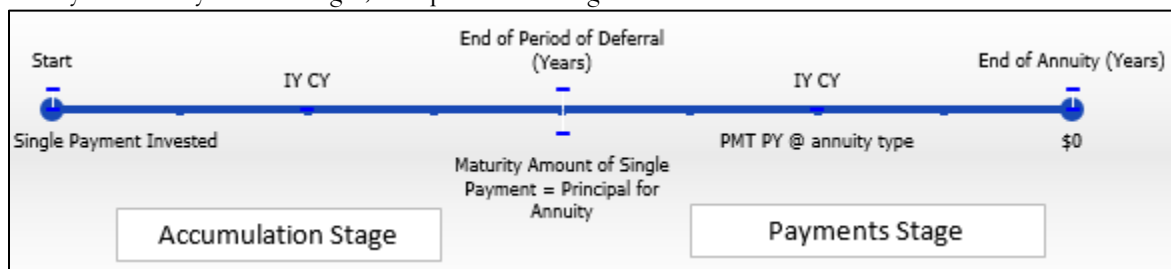 End of Period of Deferral
(Years)
Start
End of Annuity (Years)
IY CY
IY CY
Single Payment Invested
PMT PY @ annuity type
$0
Maturity Amount of Single
Payment = Principal for
Annuity
Accumulation Stage
Payments Stage